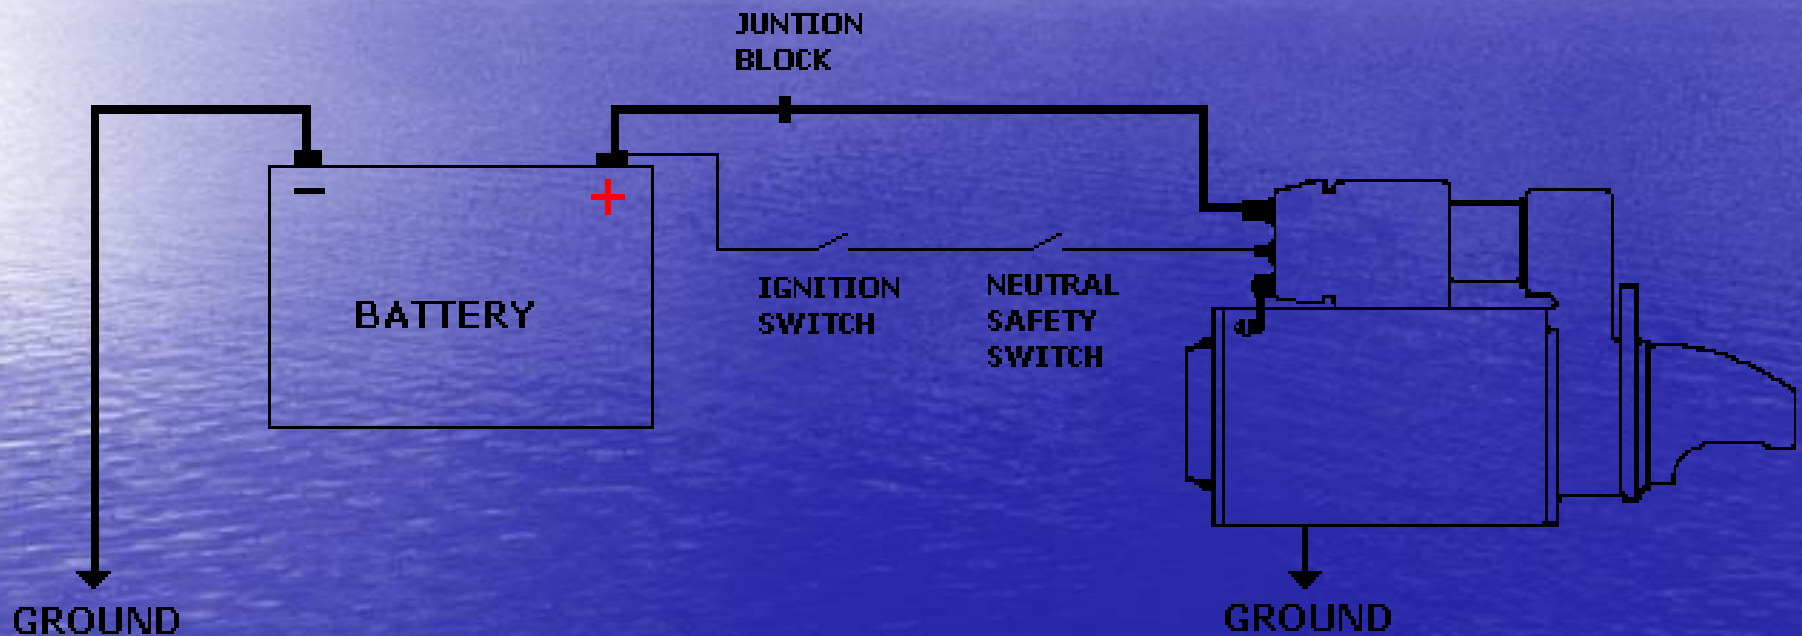 JUNTION
BLOCK
−
+
BATTERY
IGNITION
SWITCH
NEUTRAL
SAFETY
SWITCH
GROUND
GROUND